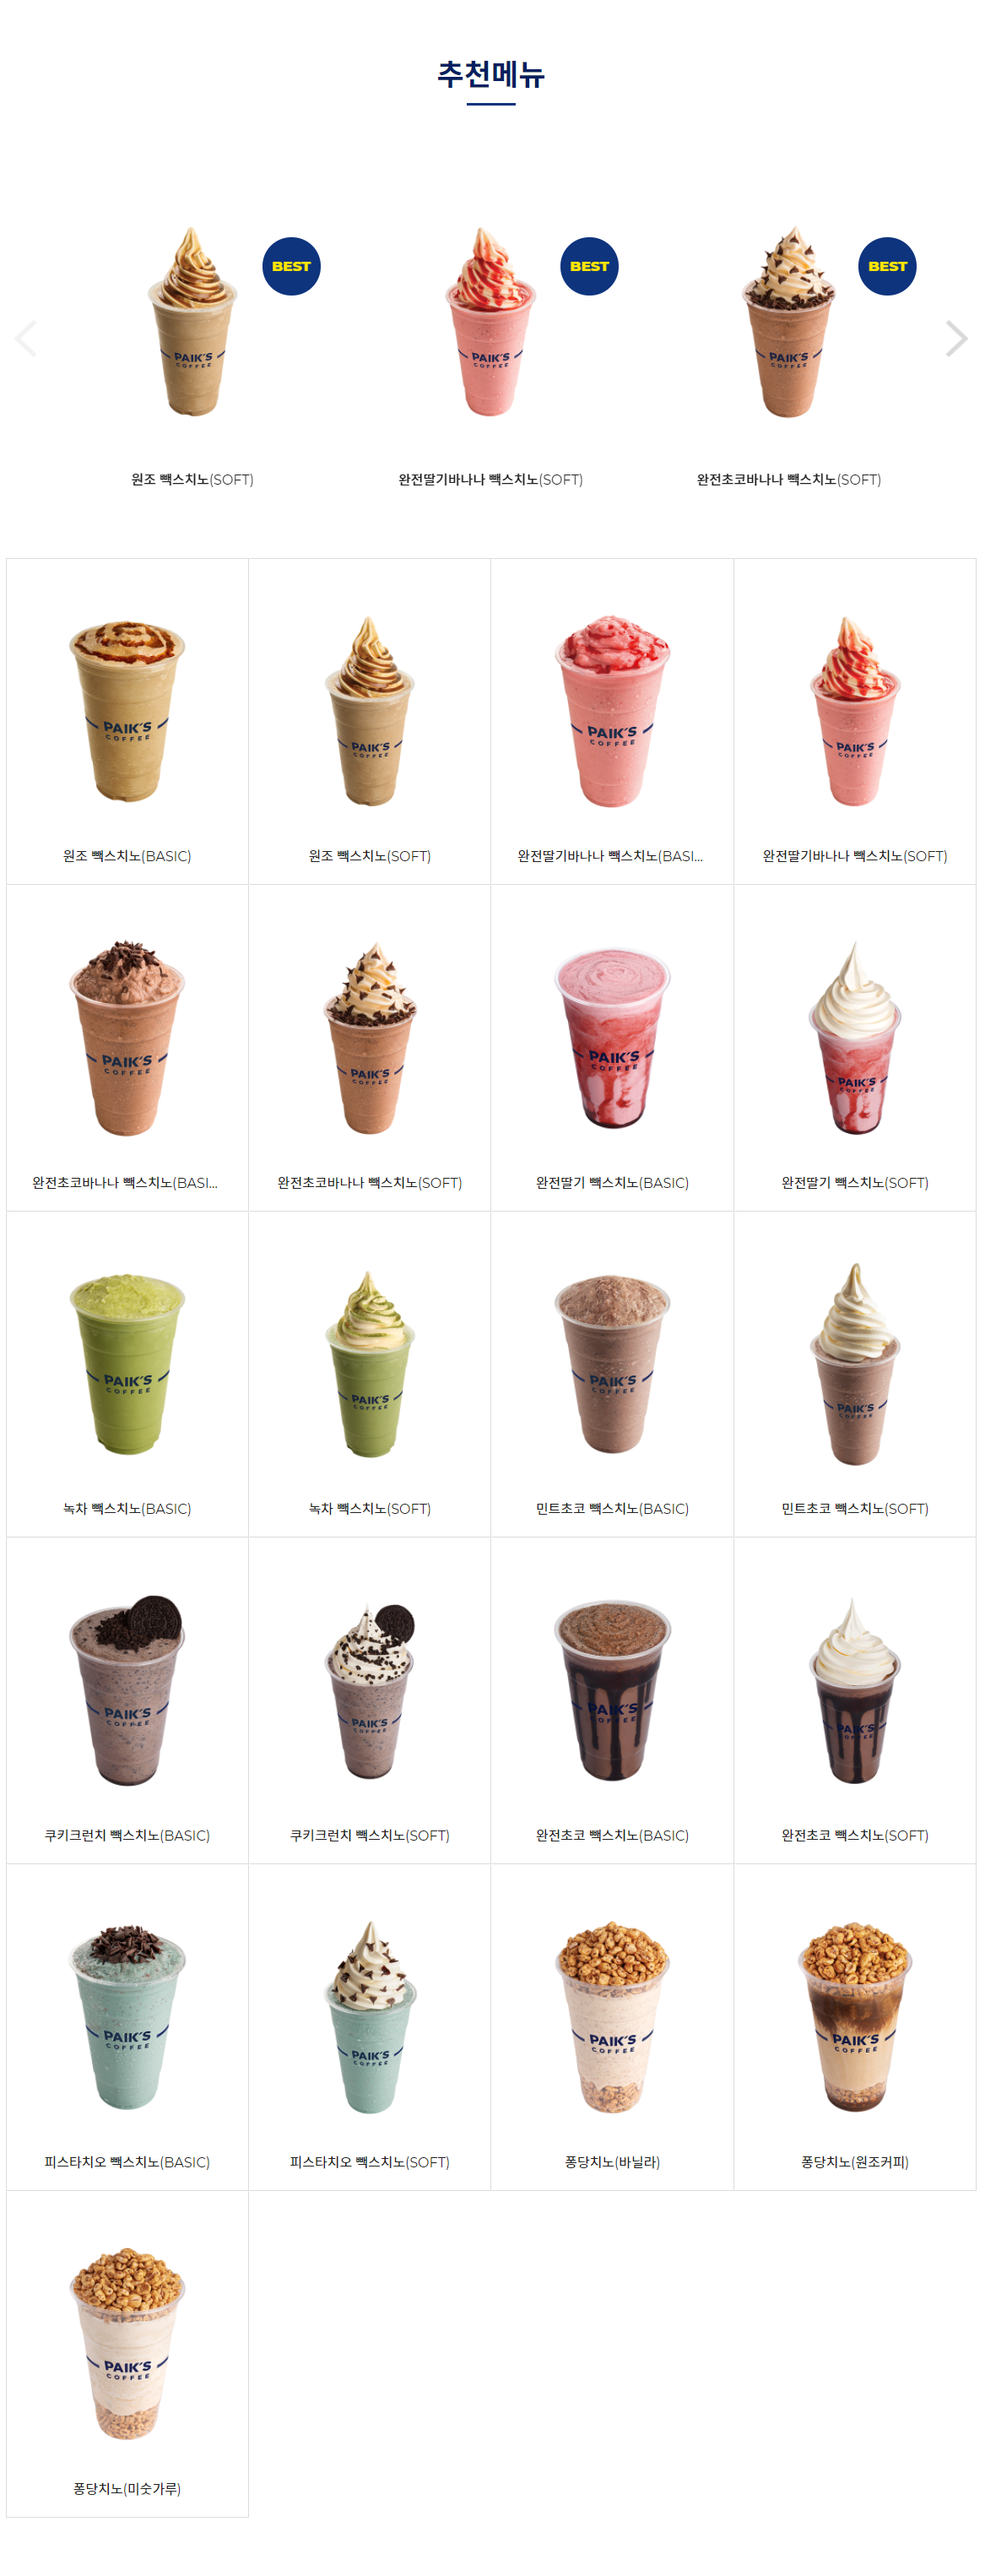 추천메뉴
BEST
BEST
BEST
PAIK'S
COFFEE
PAIK'S
COFFEE
PAIK'S
COFFEE
원조 빽스치노(SOFT)
완전딸기바나나 빽스치노(SOFT)
완전초코바나나 빽스치노(SOFT)
PAIK'S
COFFEE
PAIK'S
COFFEE
PAIK'S
COFFEE
PAIK'S
COFFEE
원조 빽스치노(BASIC)
원조 빽스치노(SOFT)
완전딸기바나나 빽스치노(BASI...
완전딸기바나나 빽스치노(SOFT)
PAIK'S
COFFEE
PAIK'S
COFFEE
PAIK'S
COFFEE
PAIK'S
COFFEE
완전초코바나나 빽스치노(BASI...
완전초코바나나 빽스치노(SOFT)
완전딸기 빽스치노(BASIC)
완전딸기 빽스치노(SOFT)
PAIK'S
COFFEE
PAIK'S
COFFEE
PAIK'S
COFFEE
PAIK'S
COFFEE
녹차 빽스치노(BASIC)
녹차 빽스치노(SOFT)
민트초코 빽스치노(BASIC)
민트초코 빽스치노(SOFT)
PAIK'S
COFFEE
PAIK'S
COFFEE
PAIK'S
COFFEE
PAIK'S
COFFEE
쿠키크런치 빽스치노(BASIC)
쿠키크런치 빽스치노(SOFT)
완전초코 빽스치노(BASIC)
완전초코 빽스치노(SOFT)
PAIK'S
COFFEE
PAIK'S
COFFEE
PAIK'S
COFFEE
PAIK'S
COFFEE
피스타치오 빽스치노(BASIC)
피스타치오 빽스치노(SOFT)
퐁당치노(바닐라)
퐁당치노(원조커피)
PAIK'S
COFFEE
퐁당치노(미숫가루)